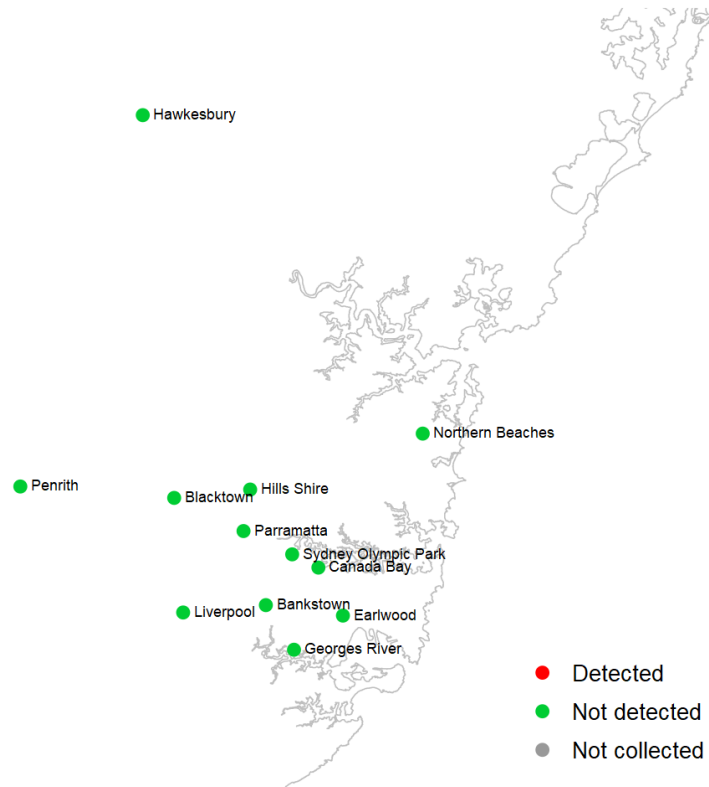 Hawkesbury
Northern Beaches
Penrith
Hills Shire
Blacktown
Parramatta
Sydney Olympic Park
Canada Bay
Bankstown
Liverpool
Earlwood
Georges River
Detected
Not detected
Not collected